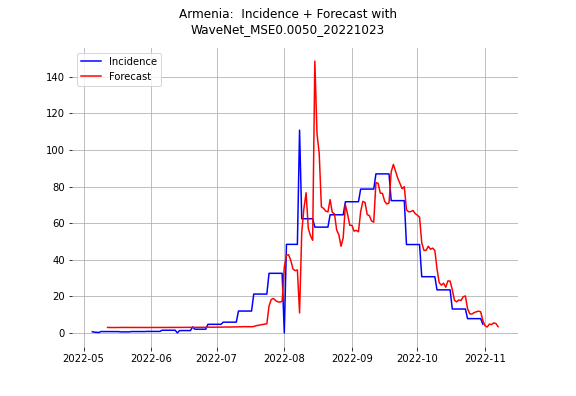 Armenia:  Incidence + Forecast with
WaveNet_MSE0.0050_20221023
Incidence
Forecast
140
120
100
80
60
40
20
0
2022-05 2022-06 2022-07 2022-08 2022-09 2022-10 2022-11